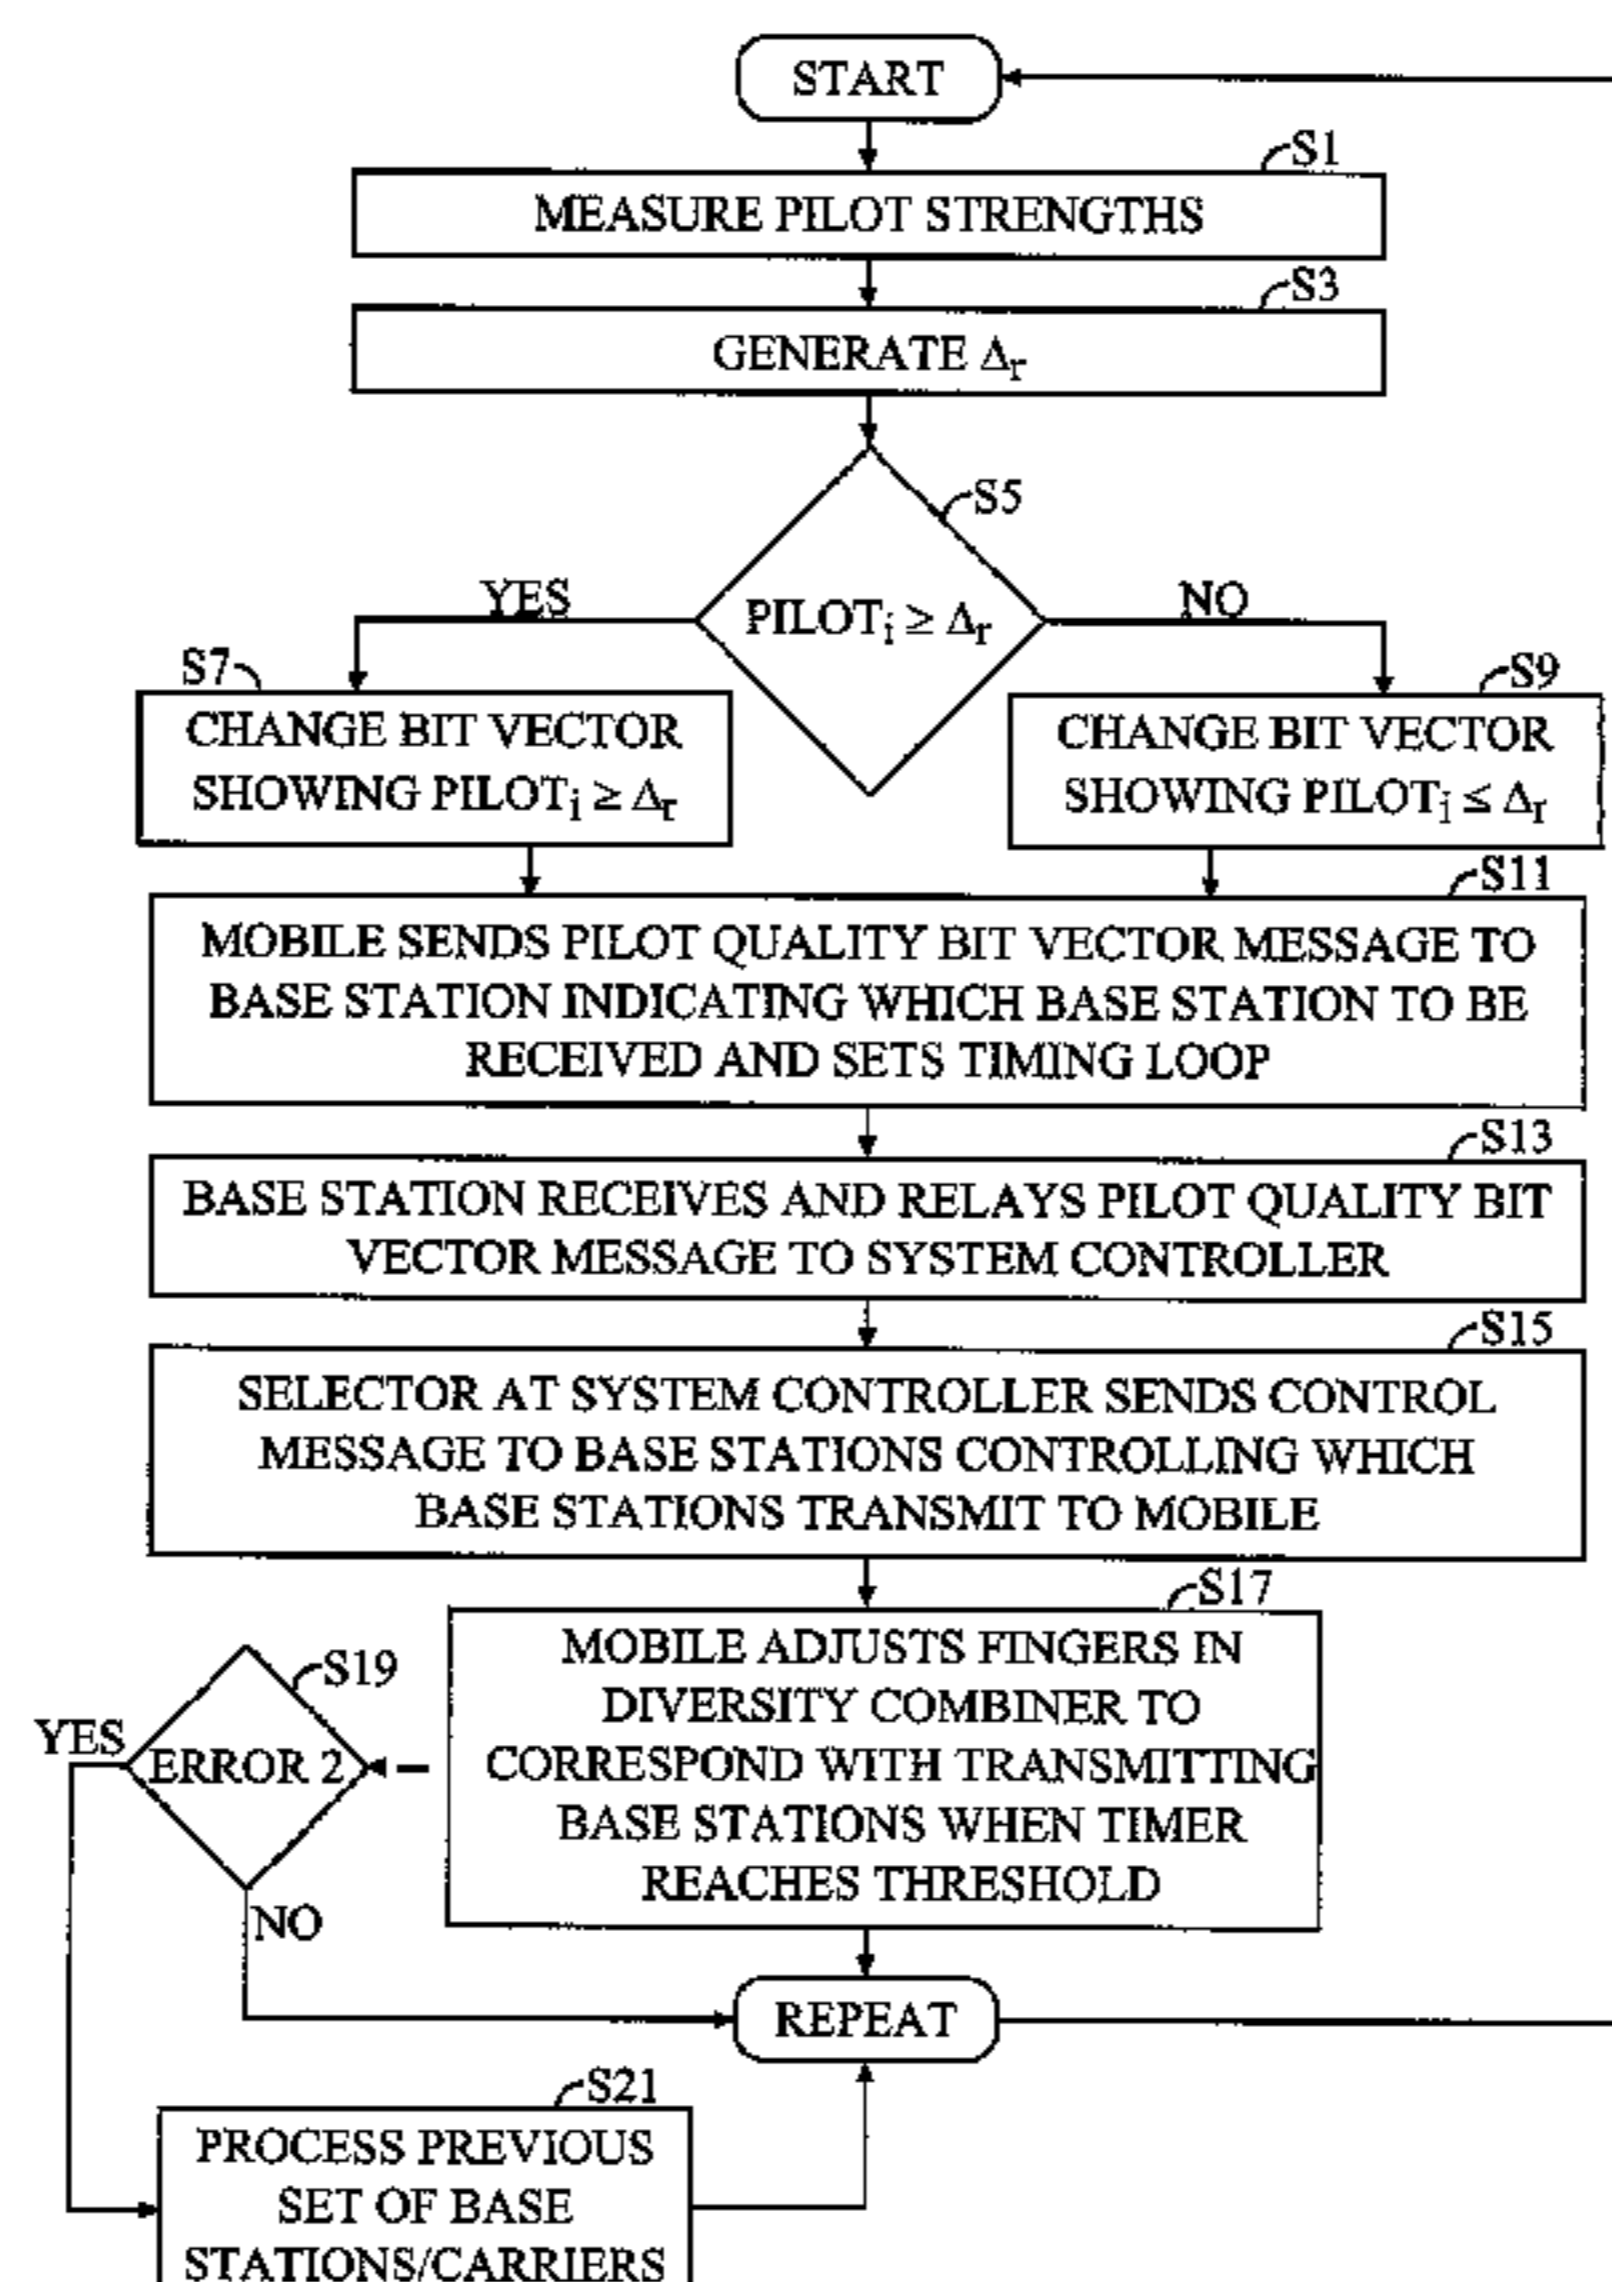 START
S1
MEASURE PILOT STRENGTHS
S3
GENERATE Δr
S5
PILOTi ≥ Δr
YES
NO
S7
CHANGE BIT VECTOR
SHOWING PILOTi ≥ Δr
S9
CHANGE BIT VECTOR
SHOWING PILOTi ≤ Δr
S11
MOBILE SENDS PILOT QUALITY BIT VECTOR MESSAGE TO
BASE STATION INDICATING WHICH BASE STATION TO BE
RECEIVED AND SETS TIMING LOOP
S13
BASE STATION RECEIVES AND RELAYS PILOT QUALITY BIT
VECTOR MESSAGE TO SYSTEM CONTROLLER
S15
SELECTOR AT SYSTEM CONTROLLER SENDS CONTROL
MESSAGE TO BASE STATIONS CONTROLLING WHICH
BASE STATIONS TRANSMIT TO MOBILE
S17
MOBILE ADJUSTS FINGERS IN
DIVERSITY COMBINER TO
CORRESPOND WITH TRANSMITTING
BASE STATIONS WHEN TIMER
REACHES THRESHOLD
S19
YES
ERROR 2
NO
REPEAT
S21
PROCESS PREVIOUS
SET OF BASE
STATIONS/CARRIERS